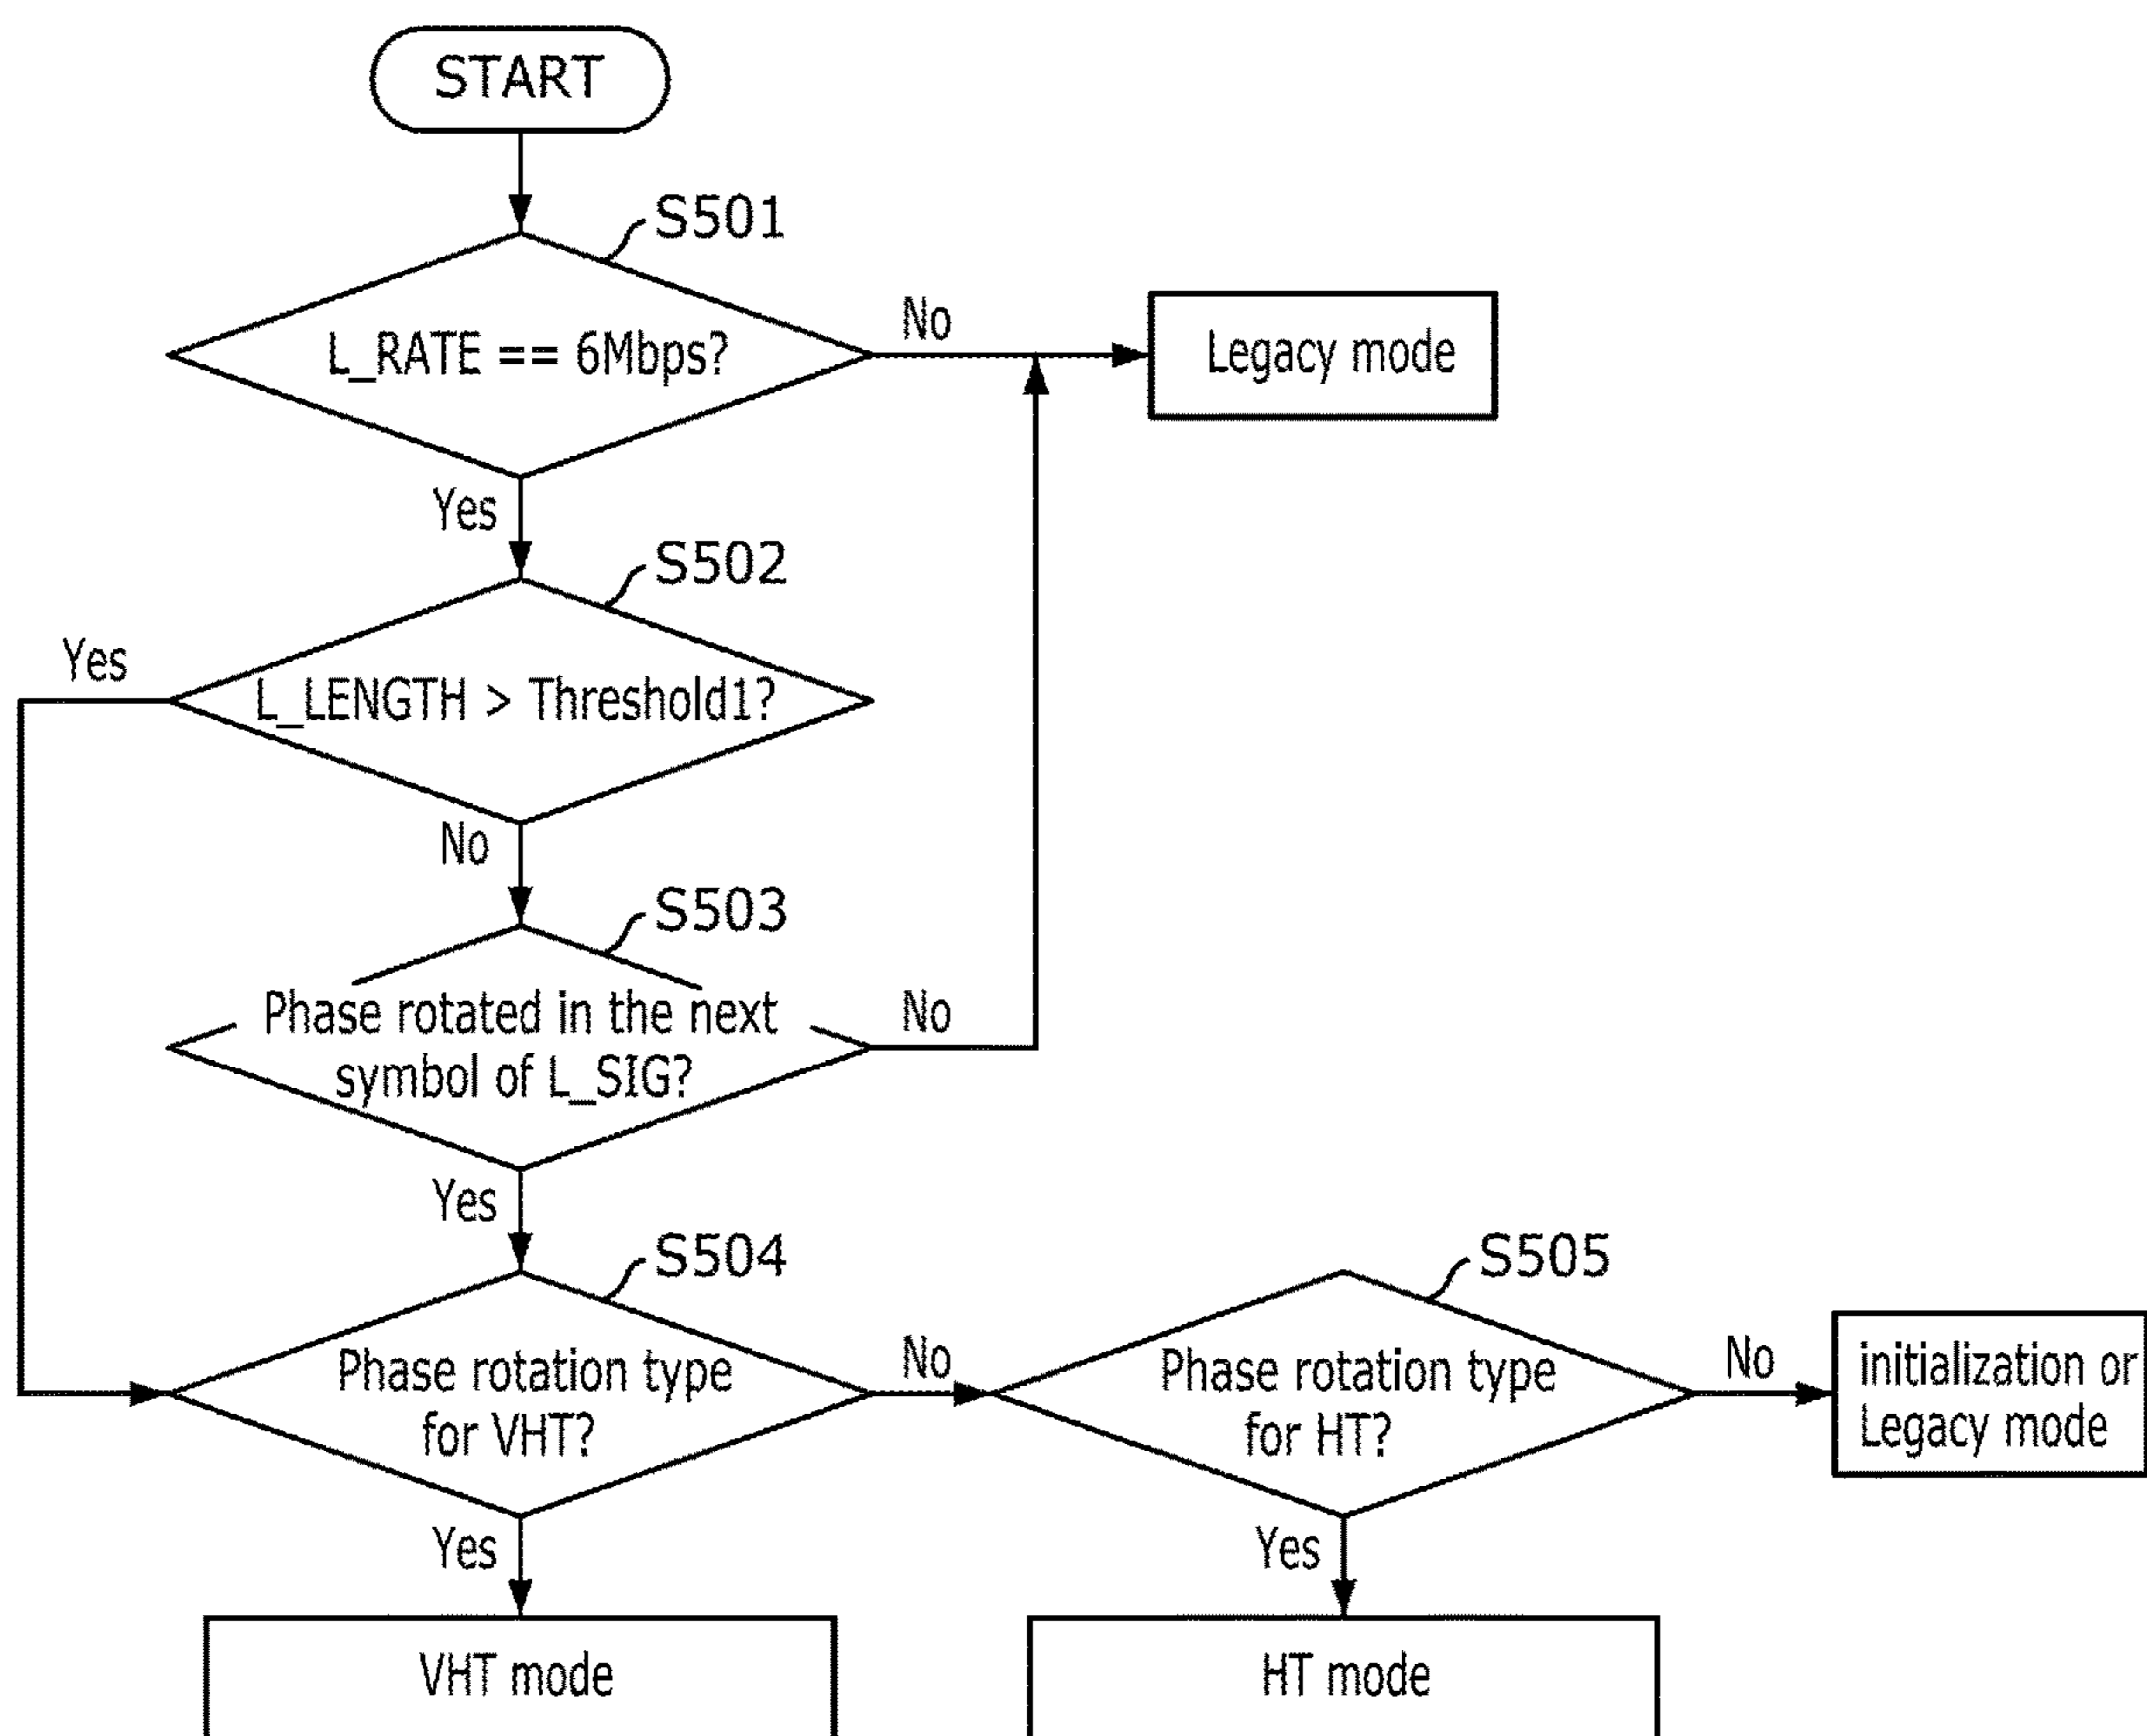 START
S501
L_RATE == 6Mbps?
No
Legacy mode
Yes
S502
Yes
L_LENGTH > Threshold1?
No
S503
Phase rotated in the next
symbol of L_SIG?
No
Yes
S504
S505
Phase rotation type
for VHT?
No
Phase rotation type
for HT?
No
initialization or
Legacy mode
Yes
Yes
VHT mode
HT mode